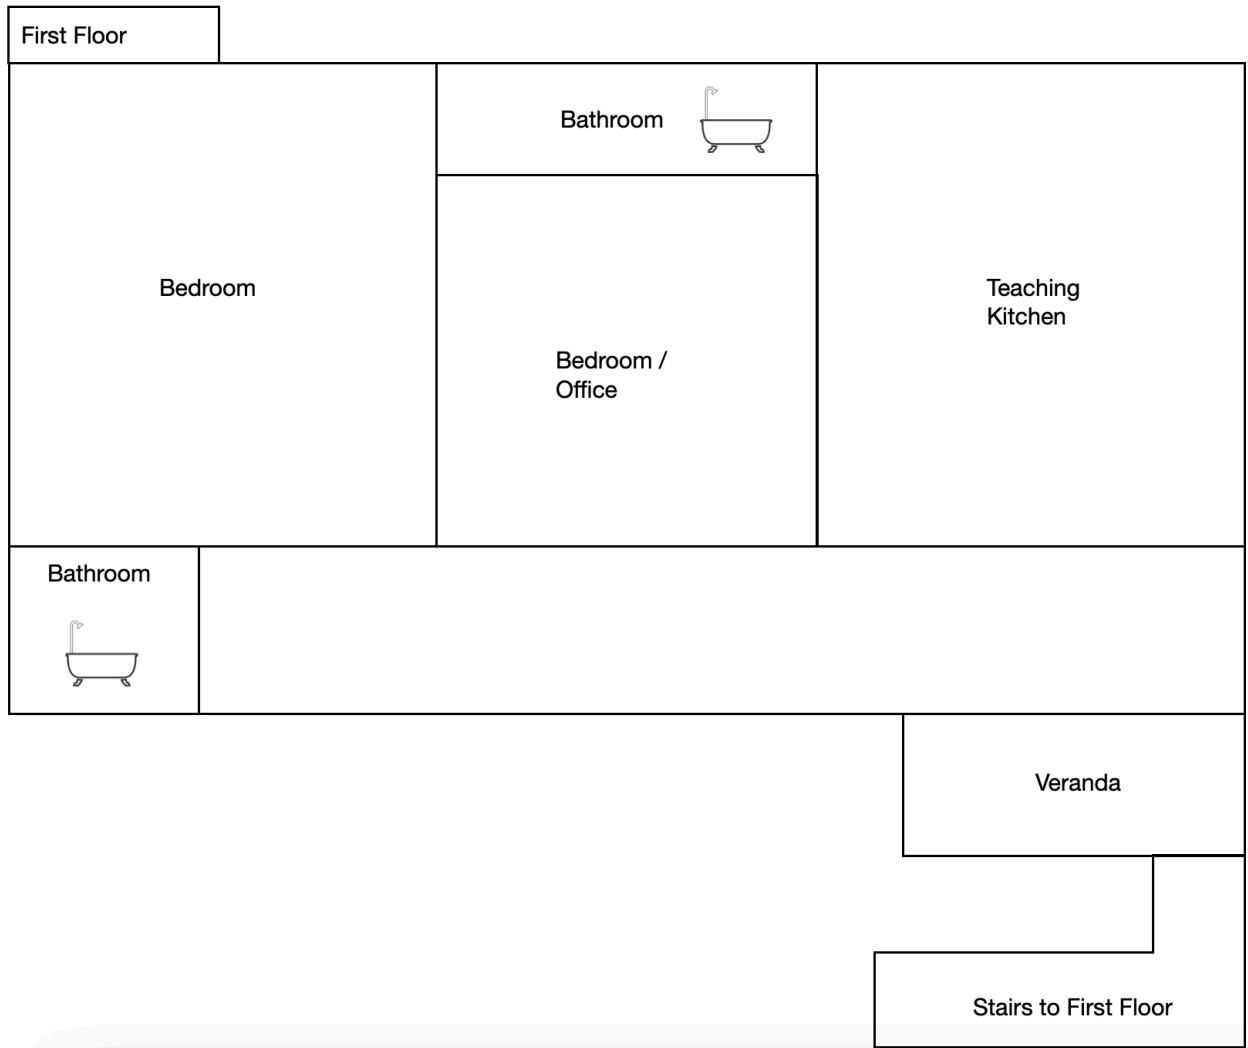 First Floor
Bathroom
Bedroom
Teaching
Kitchen
Bedroom /
Office
Bathroom
Veranda
Stairs to First Floor